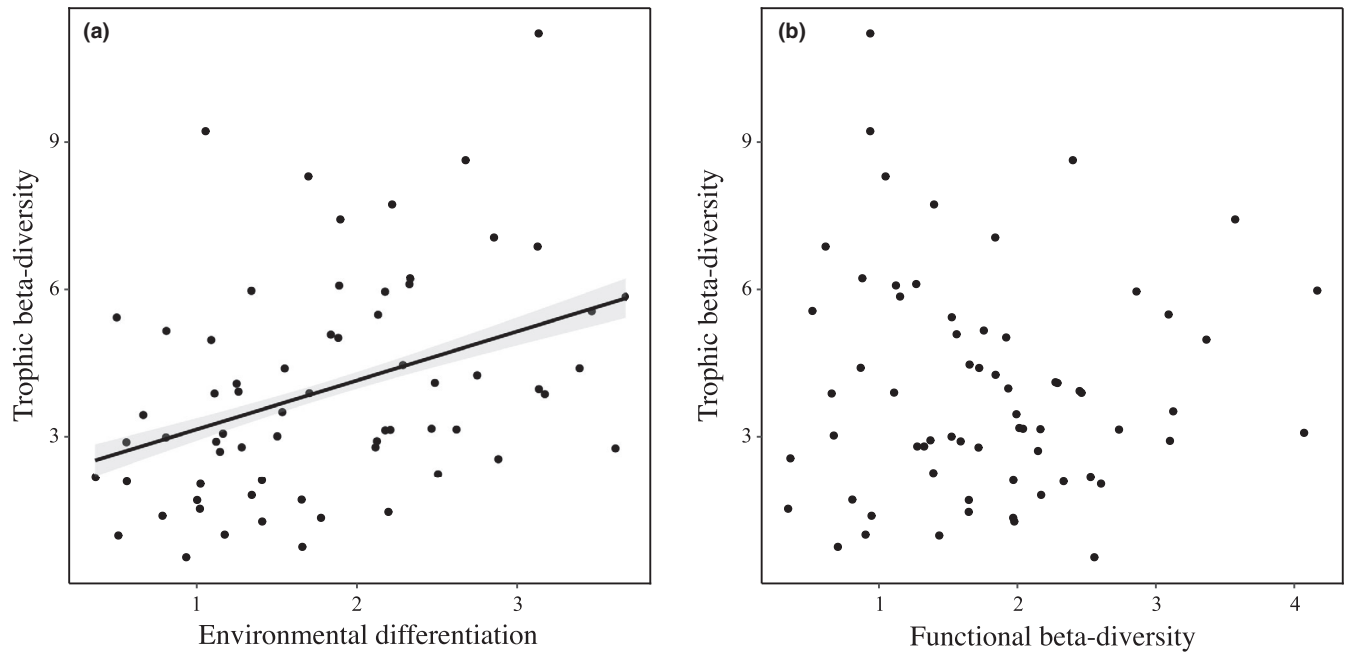 (a)
Trophic beta-diversity
9
6
3
1 2 3
Environmental differentiation
(b)
Trophic beta-diversity
9
6
3
1 2 3 4
Functional beta-diversity